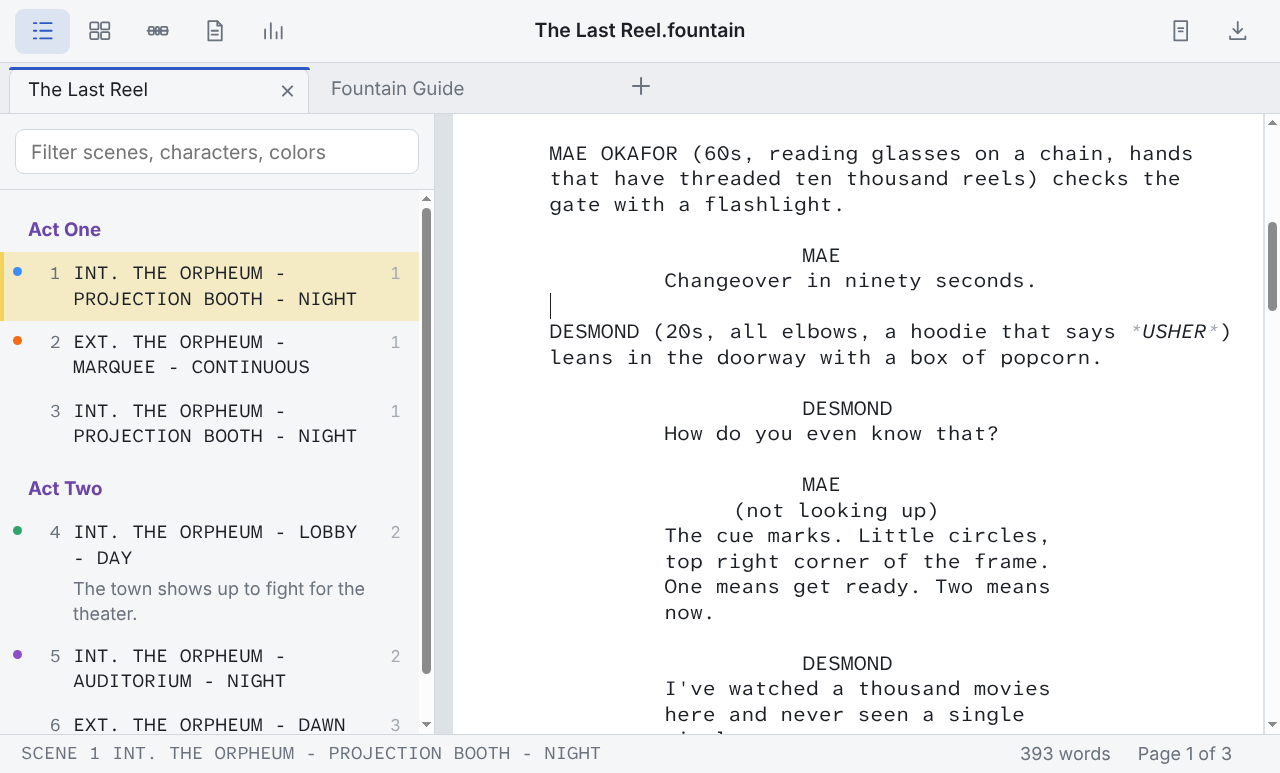 The Last Reel.fountain
The Last Reel
Fountain Guide
Filter scenes, characters, colors
Act One
1 INT. THE ORPHEUM - 1
PROJECTION BOOTH - NIGHT
2 EXT. THE ORPHEUM - 1
MARQUEE - CONTINUOUS
3 INT. THE ORPHEUM - 1
PROJECTION BOOTH - NIGHT
Act Two
4 INT. THE ORPHEUM - LOBBY 2
- DAY
The town shows up to fight for the
theater.
5 INT. THE ORPHEUM - 2
AUDITORIUM - NIGHT
6 EXT. THE ORPHEUM - DAWN 3
MAE OKAFOR (60s, reading glasses on a chain, hands
that have threaded ten thousand reels) checks the
gate with a flashlight.
MAE
Changeover in ninety seconds.
DESMOND (20s, all elbows, a hoodie that says *USHER*)
leans in the doorway with a box of popcorn.
DESMOND
How do you even know that?
MAE
(not looking up)
The cue marks. Little circles,
top right corner of the frame.
One means get ready. Two means
now.
DESMOND
I've watched a thousand movies
here and never seen a single
SCENE 1 INT. THE ORPHEUM - PROJECTION BOOTH - NIGHT
393 words
Page 1 of 3